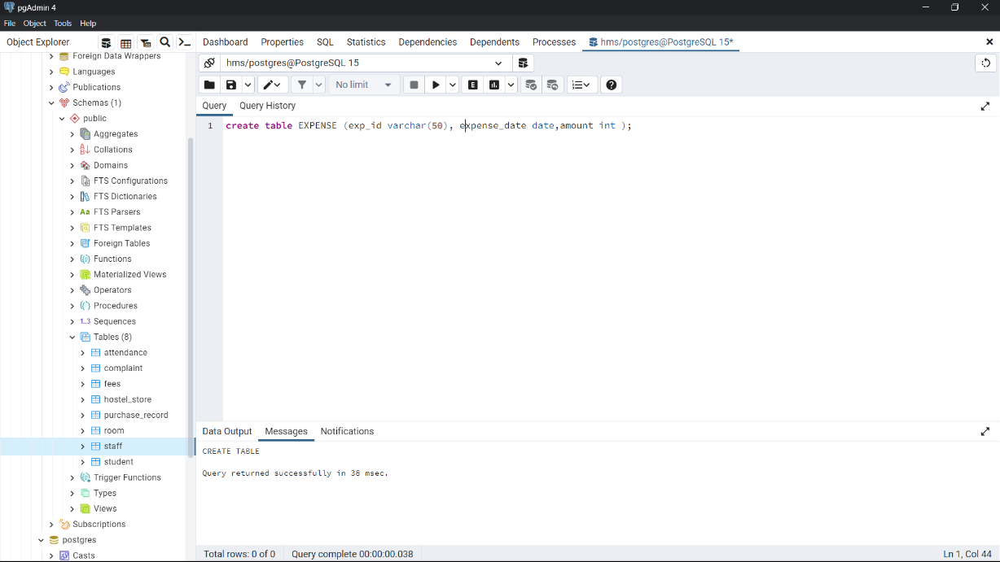 pgAdmin 4
File Object Tools Help
Object Explorer
Dashboard Properties SQL Statistics Dependencies Dependents Processes hms/postgres@PostgreSQL 15*
hms/postgres@PostgreSQL 15
No limit
E
Query Query History
1 create table EXPENSE (exp_id varchar(50), expense_date date,amount int );
Foreign Data Wrappers
Languages
Publications
Schemas (1)
public
Aggregates
Collations
Domains
FTS Configurations
FTS Dictionaries
Aa FTS Parsers
FTS Templates
Foreign Tables
Functions
Materialized Views
Operators
Procedures
1..3 Sequences
Tables (8)
attendance
complaint
fees
hostel_store
purchase_record
room
staff
student
Trigger Functions
Types
Views
Subscriptions
postgres
Casts
Data Output Messages Notifications
CREATE TABLE
Query returned successfully in 38 msec.
Total rows: 0 of 0 Query complete 00:00:00.038 Ln 1, Col 44